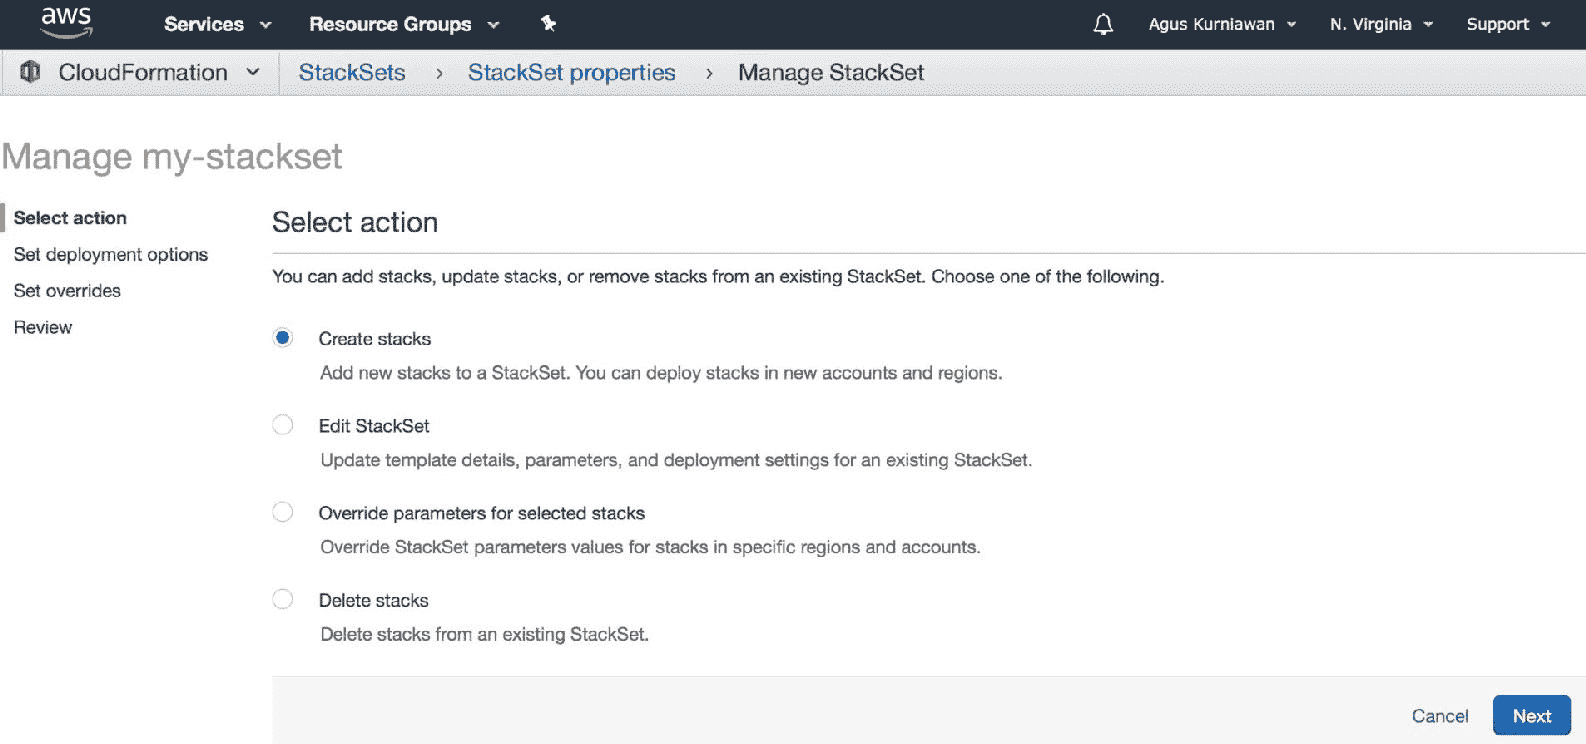 aws Services Resource Groups Agus Kurniawan N. Virginia Support
CloudFormation StackSets › StackSet properties › Manage StackSet
Manage my-stackset
Select action
Set deployment options
Set overrides
Review
Select action
You can add stacks, update stacks, or remove stacks from an existing StackSet. Choose one of the following.
Create stacks
Add new stacks to a StackSet. You can deploy stacks in new accounts and regions.
Edit StackSet
Update template details, parameters, and deployment settings for an existing StackSet.
Override parameters for selected stacks
Override StackSet parameters values for stacks in specific regions and accounts.
Delete stacks
Delete stacks from an existing StackSet.
Cancel Next